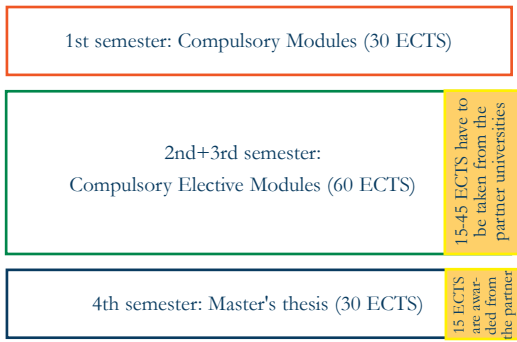 1st semester: Compulsory Modules (30 ECTS)
2nd+3rd semester:
Compulsory Elective Modules (60 ECTS)
15-45 ECTS have to
be taken from the
partner universities
4th semester: Master's thesis (30 ECTS)
15 ECTS
are awar-
ded from
the partner